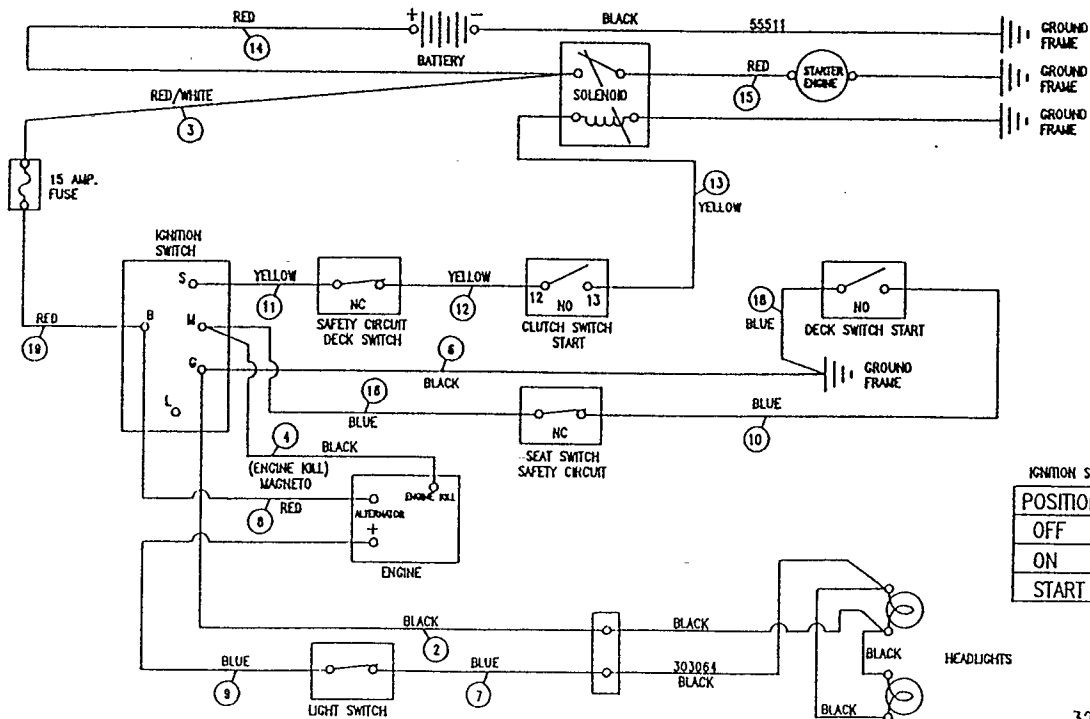 RED
14
+
−
BATTERY
BLACK
55511
GROUND
FRAME
RED/WHITE
3
SOLENOID
RED
15
STARTER
ENGINE
GROUND
FRAME
GROUND
FRAME
15 AMP.
FUSE
13
YELLOW
IGNITION
SWITCH
S
B
M
G
L
RED
19
YELLOW
11
NC
SAFETY CIRCUIT
DECK SWITCH
YELLOW
12
12
NO
13
CLUTCH SWITCH
START
18
BLUE
NO
DECK SWITCH START
6
BLACK
GROUND
FRAME
16
BLUE
NC
SEAT SWITCH
SAFETY CIRCUIT
BLUE
10
4
BLACK
(ENGINE KILL)
MAGNETO
8
RED
ENGINE KILL
ALTERNATOR
+
ENGINE
IGNITION S
POSITION
OFF
ON
START
BLACK
2
BLACK
BLUE
9
LIGHT SWITCH
BLUE
7
303064
BLACK
BLACK
HEADLIGHTS
BLACK